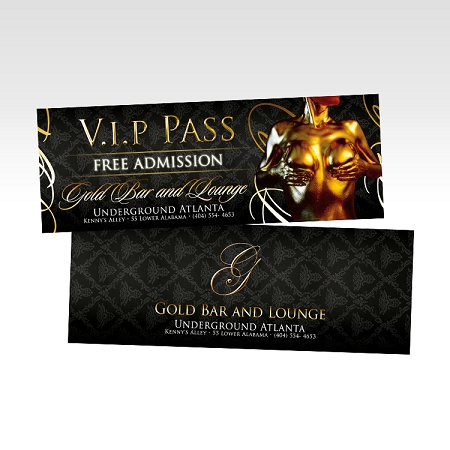 V.I.P PASS
FREE ADMISSION
Gold Bar and Lounge
UNDERGROUND ATLANTA
KENNY'S ALLEY • 55 LOWER ALABAMA • (404) 554- 4653
G
GOLD BAR AND LOUNGE
UNDERGROUND ATLANTA
KENNY'S ALLEY • 55 LOWER ALABAMA • (404) 554- 4653